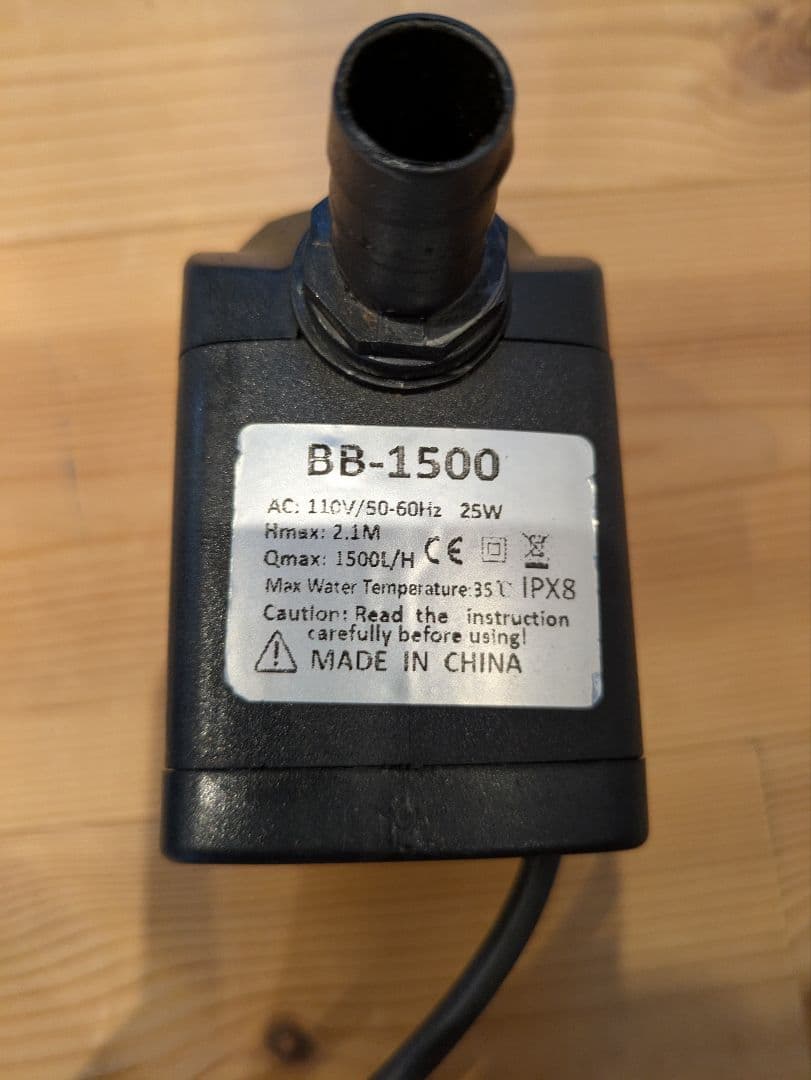 BB-1500
AC: 110V/50-60Hz 25W
Hmax: 2.1M
Qmax: 1500L/H CE
Max Water Temperature:35℃ IPX8
Caution: Read the instruction
carefully before using!
MADE IN CHINA